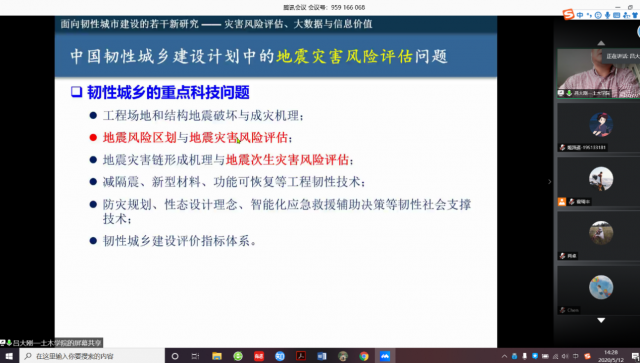 腾讯会议 会议号：959 166 068
面向韧性城市建设的若干新研究 —— 灾害风险评估、大数据与信息价值
中国韧性城乡建设计划中的地震灾害风险评估问题
韧性城乡的重点科技问题
工程场地和结构地震破坏与成灾机理；
地震风险区划与地震灾害风险评估；
地震灾害链形成机理与地震次生灾害风险评估；
减隔震、新型材料、功能可恢复等工程韧性技术；
防灾规划、性态设计理念、智能化应急救援辅助决策等韧性社会支撑
技术；
韧性城乡建设评价指标体系。
吕大刚—土木学院的屏幕共享
吕大刚—土木学院
在这里输入你要搜索的内容
14:28
2020/5/12